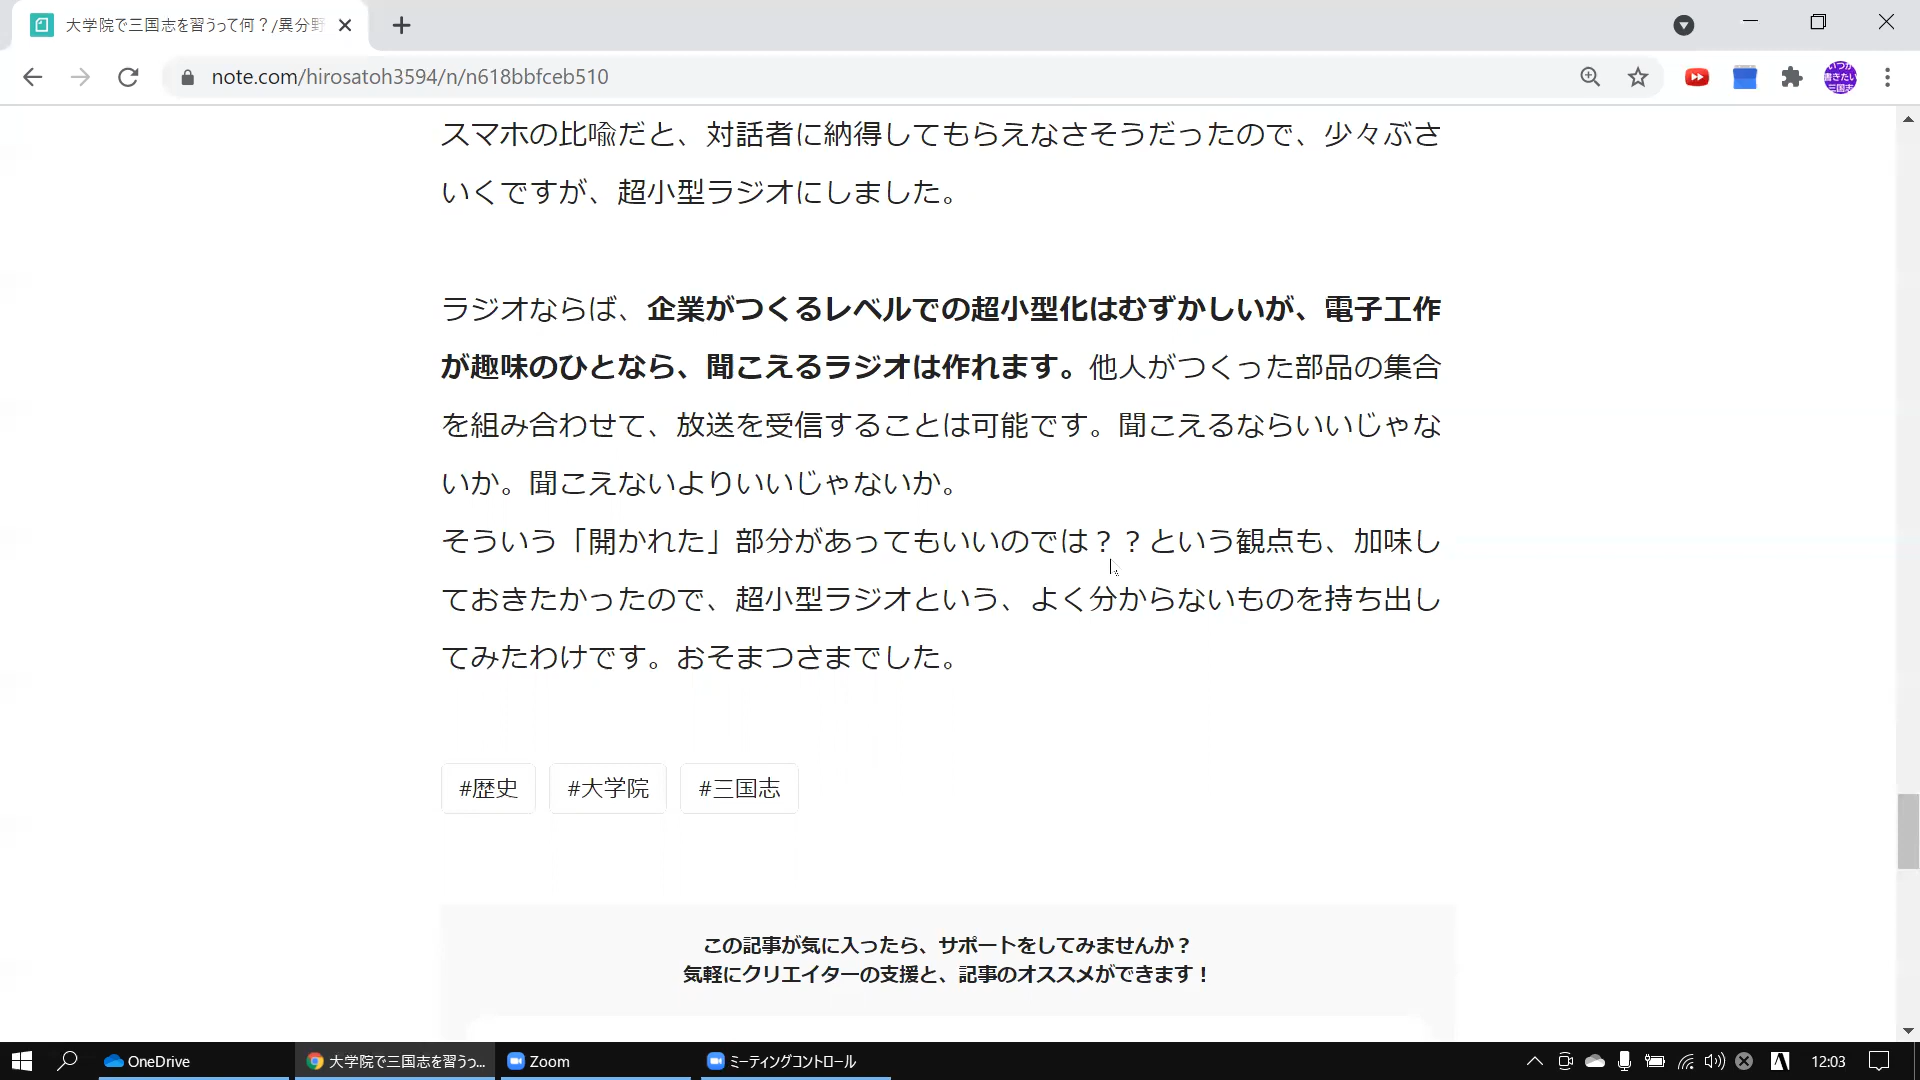 大学院で三国志を習うって何？/異分野
note.com/hirosatoh3594/n/n618bbfceb510
いつか
書きたい
三国志
スマホの比喩だと、対話者に納得してもらえなさそうだったので、少々ぶさ
いくですが、超小型ラジオにしました。
ラジオならば、企業がつくるレベルでの超小型化はむずかしいが、電子工作
が趣味のひとなら、聞こえるラジオは作れます。他人がつくった部品の集合
を組み合わせて、放送を受信することは可能です。聞こえるならいいじゃな
いか。聞こえないよりいいじゃないか。
そういう「開かれた」部分があってもいいのでは？？という観点も、加味し
ておきたかったので、超小型ラジオという、よく分からないものを持ち出し
てみたわけです。おそまつさまでした。
#歴史 #大学院 #三国志
この記事が気に入ったら、サポートをしてみませんか？
気軽にクリエイターの支援と、記事のオススメができます！
OneDrive 大学院で三国志を習うっ... Zoom ミーティングコントロール A 12:03